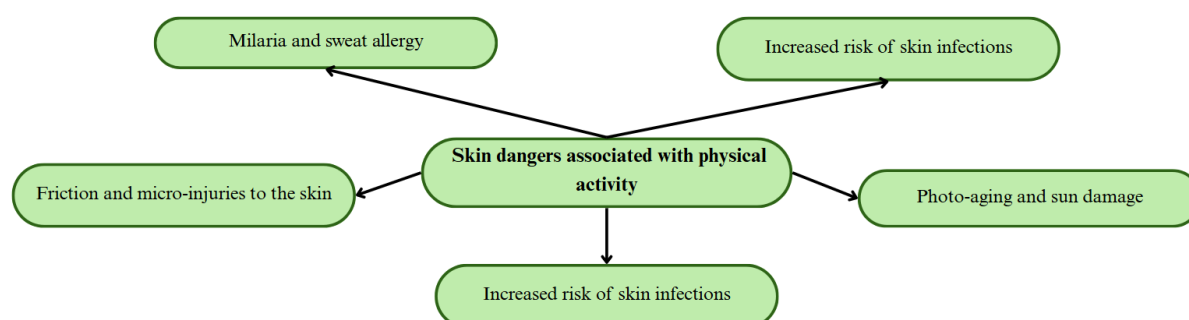 Milaria and sweat allergy
Increased risk of skin infections
Skin dangers associated with physical
activity
Friction and micro-injuries to the skin
Photo-aging and sun damage
Increased risk of skin infections